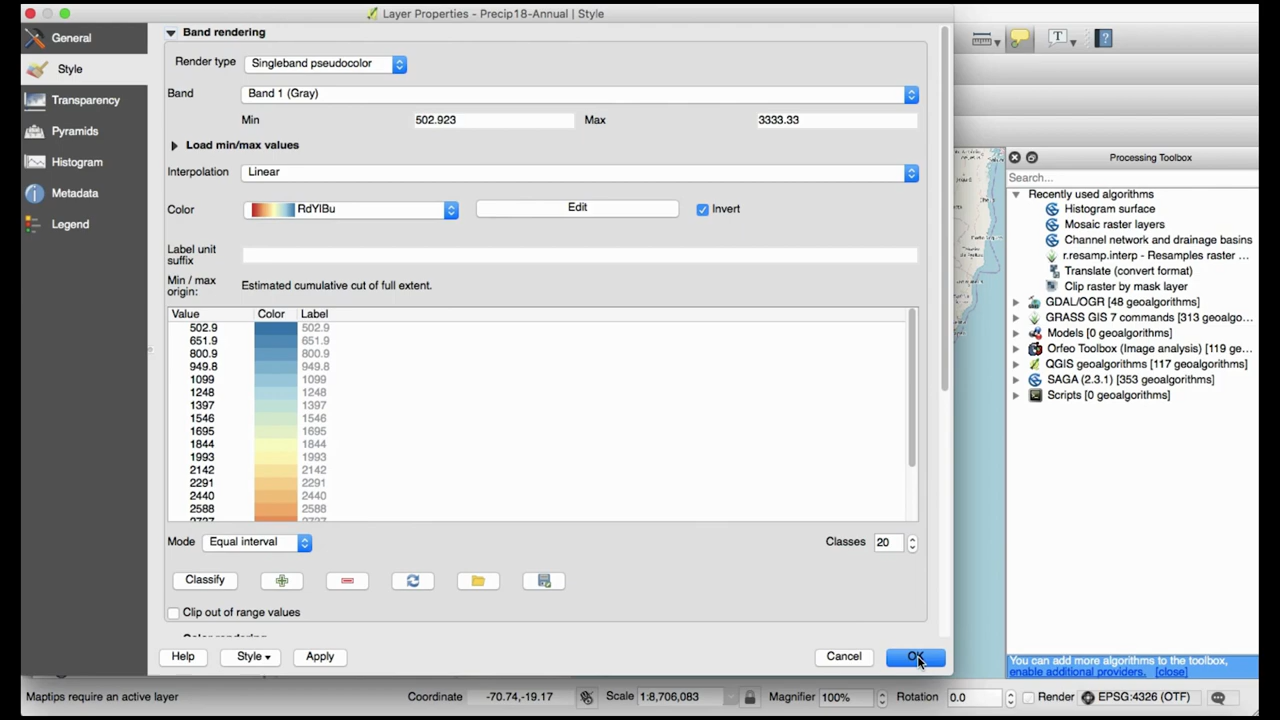 Layer Properties - Precip18-Annual | Style
General
Style
Transparency
Pyramids
Histogram
Metadata
Legend
Band rendering
Render type
Singleband pseudocolor
Band
Band 1 (Gray)
Min
502.923
Max
3333.33
Load min/max values
Interpolation
Linear
Color
RdYlBu
Edit
Invert
Label unit
suffix
Min / max
origin:
Estimated cumulative cut of full extent.
Value Color Label
502.9 502.9
651.9 651.9
800.9 800.9
949.8 949.8
1099 1099
1248 1248
1397 1397
1546 1546
1695 1695
1844 1844
1993 1993
2142 2142
2291 2291
2440 2440
2588 2588
2737 2737
Mode
Equal interval
Classes
20
Classify
Clip out of range values
Color rendering
Help
Style
Apply
Cancel
OK
T
?
Processing Toolbox
Search...
Recently used algorithms
Histogram surface
Mosaic raster layers
Channel network and drainage basins
r.resamp.interp - Resamples raster ...
Translate (convert format)
Clip raster by mask layer
GDAL/OGR [48 geoalgorithms]
GRASS GIS 7 commands [313 geoalgo...
Models [0 geoalgorithms]
Orfeo Toolbox (Image analysis) [119 ge...
QGIS geoalgorithms [117 geoalgorithms]
SAGA (2.3.1) [353 geoalgorithms]
Scripts [0 geoalgorithms]
You can add more algorithms to the toolbox,
enable additional providers. [close]
Maptips require an active layer
Coordinate
-70.74,-19.17
Scale
1:8,706,083
Magnifier
100%
Rotation
0.0
Render
EPSG:4326 (OTF)